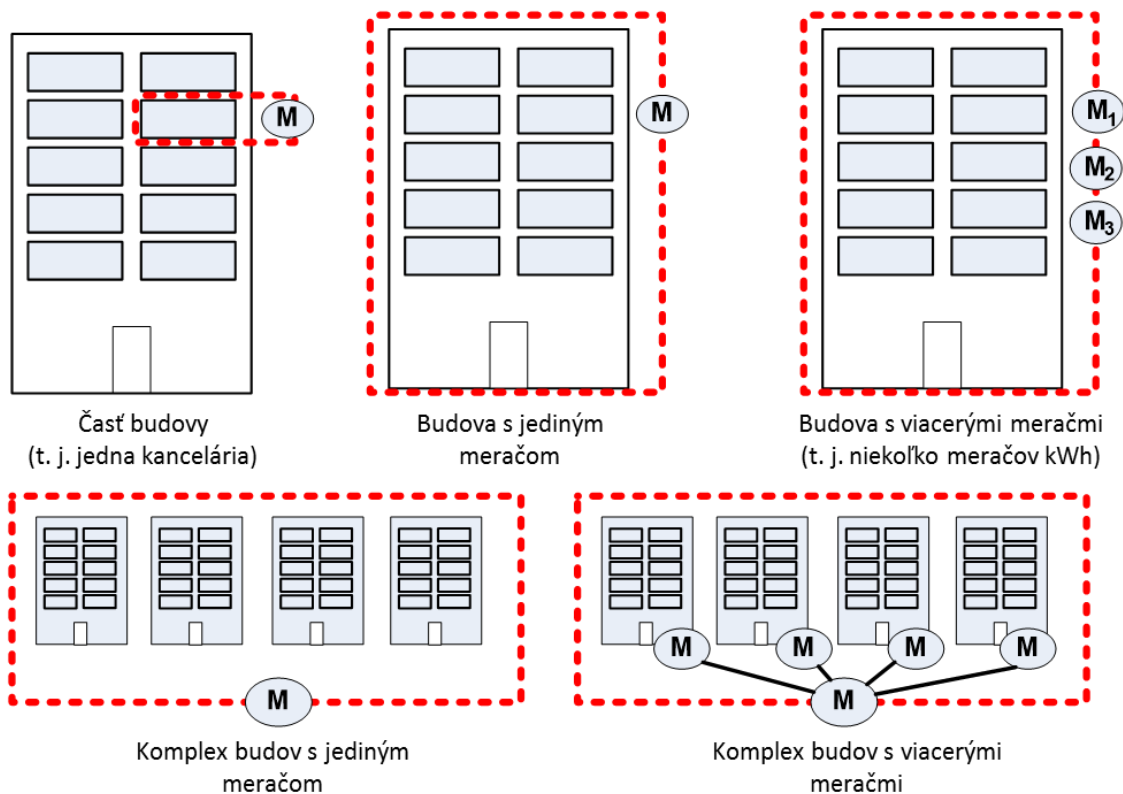 M
M
M₁
M₂
M₃
Časť budovy
(t. j. jedna kancelária)
Budova s jediným
meračom
Budova s viacerými meračmi
(t. j. niekoľko meračov kWh)
M
M
M
M
M
M
Komplex budov s jediným
meračom
Komplex budov s viacerými
meračmi